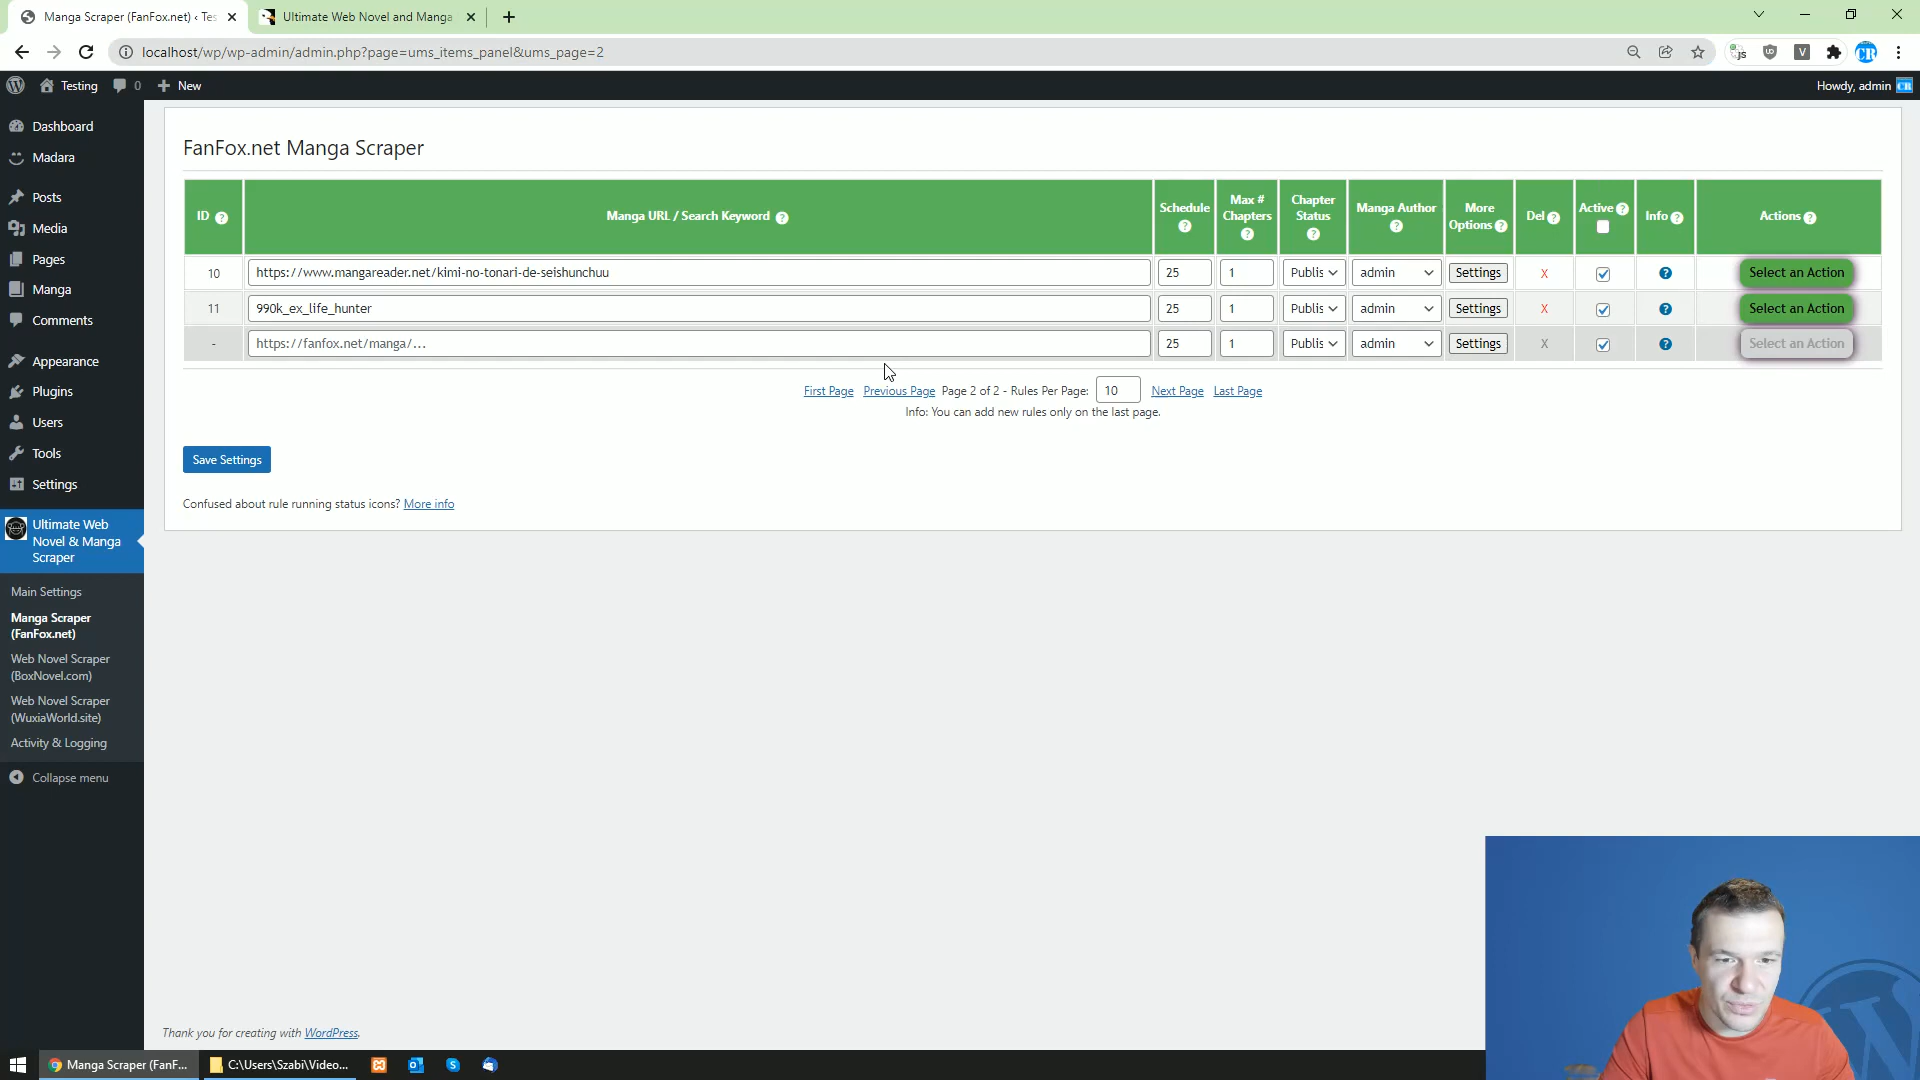 Manga Scraper (FanFox.net) ‹ Tes
Ultimate Web Novel and Manga
localhost/wp/wp-admin/admin.php?page=ums_items_panel&ums_page=2
Testing
0
New
Howdy, admin
Dashboard
Madara
Posts
Media
Pages
Manga
Comments
Appearance
Plugins
Users
Tools
Settings
Ultimate Web
Novel & Manga
Scraper
Main Settings
Manga Scraper
(FanFox.net)
Web Novel Scraper
(BoxNovel.com)
Web Novel Scraper
(WuxiaWorld.site)
Activity & Logging
Collapse menu
FanFox.net Manga Scraper
ID ?
Manga URL / Search Keyword ?
Schedule ?
Max # Chapters ?
Chapter Status ?
Manga Author ?
More Options ?
Del ?
Active ?
Info ?
Actions ?
10 https://www.mangareader.net/kimi-no-tonari-de-seishunchuu 25 1 Publis admin Settings X ? Select an Action
11 990k_ex_life_hunter 25 1 Publis admin Settings X ? Select an Action
- https://fanfox.net/manga/... 25 1 Publis admin Settings X ? Select an Action
First Page Previous Page Page 2 of 2 - Rules Per Page: 10 Next Page Last Page
Info: You can add new rules only on the last page.
Save Settings
Confused about rule running status icons? More info
Thank you for creating with WordPress.
Manga Scraper (FanF...
C:\Users\Szabi\Video...